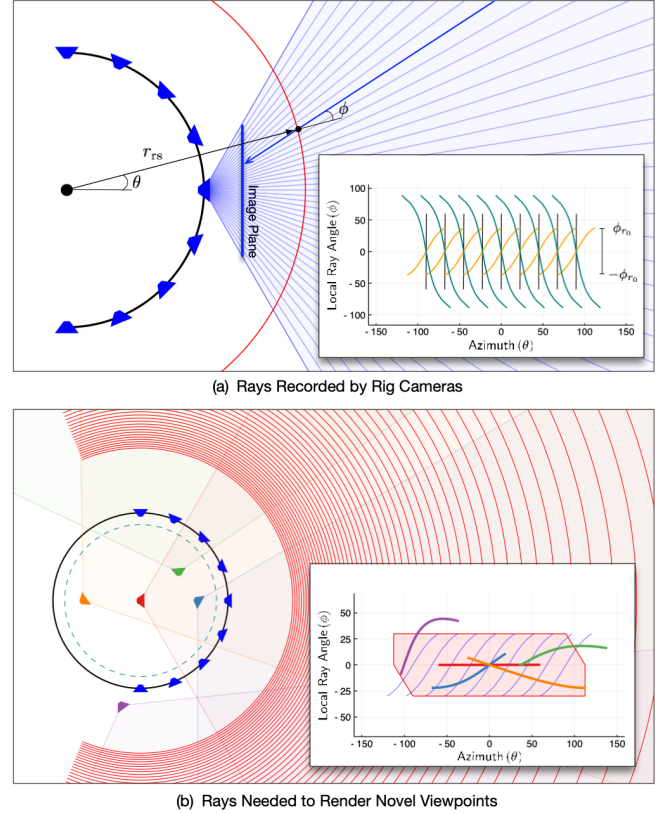 ϕ
r_rs
θ
Image Plane
Local Ray Angle (ϕ)
100
50
0
- 50
- 100
ϕ_r₀
−ϕ_r₀
- 150 - 100 - 50 0 50 100 150
Azimuth (θ)
(a) Rays Recorded by Rig Cameras
Local Ray Angle (ϕ)
50
25
0
- 25
- 50
- 150 - 100 - 50 0 50 100 150
Azimuth (θ)
(b) Rays Needed to Render Novel Viewpoints